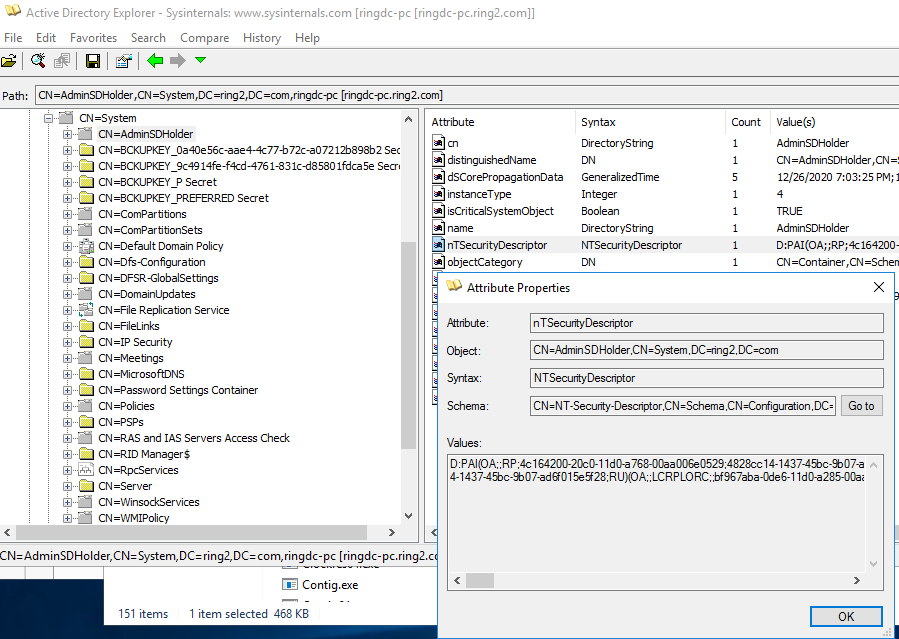 Active Directory Explorer - Sysinternals: www.sysinternals.com [ringdc-pc [ringdc-pc.ring2.com]]
File Edit Favorites Search Compare History Help
Path: CN=AdminSDHolder,CN=System,DC=ring2,DC=com,ringdc-pc [ringdc-pc.ring2.com]
CN=System
CN=AdminSDHolder
CN=BCKUPKEY_0a40e56c-aae4-4c77-b72c-a07212b898b2 Sec
CN=BCKUPKEY_9c4914fe-f4cd-4761-831c-d85801fdca5e Secr
CN=BCKUPKEY_P Secret
CN=BCKUPKEY_PREFERRED Secret
CN=ComPartitions
CN=ComPartitionSets
CN=Default Domain Policy
CN=Dfs-Configuration
CN=DFSR-GlobalSettings
CN=DomainUpdates
CN=File Replication Service
CN=FileLinks
CN=IP Security
CN=Meetings
CN=MicrosoftDNS
CN=Password Settings Container
CN=Policies
CN=PSPs
CN=RAS and IAS Servers Access Check
CN=RID Manager$
CN=RpcServices
CN=Server
CN=WinsockServices
CN=WMIPolicy
Attribute Syntax Count Value(s)
cn DirectoryString 1 AdminSDHolder
distinguishedName DN 1 CN=AdminSDHolder,CN=S
dSCorePropagationData GeneralizedTime 5 12/26/2020 7:03:25 PM;1
instanceType Integer 1 4
isCriticalSystemObject Boolean 1 TRUE
name DirectoryString 1 AdminSDHolder
nTSecurityDescriptor NTSecurityDescriptor 1 D:PAI(OA;;RP;4c164200-
objectCategory DN 1 CN=Container,CN=Schem
Attribute Properties
Attribute: nTSecurityDescriptor
Object: CN=AdminSDHolder,CN=System,DC=ring2,DC=com
Syntax: NTSecurityDescriptor
Schema: CN=NT-Security-Descriptor,CN=Schema,CN=Configuration,DC= Go to
Values:
D:PAI(OA;;RP;4c164200-20c0-11d0-a768-00aa006e0529;4828cc14-1437-45bc-9b07-a
4-1437-45bc-9b07-ad6f015e5f28;RU)(OA;;LCRPLORC;;bf967aba-0de6-11d0-a285-00aa
OK
CN=AdminSDHolder,CN=System,DC=ring2,DC=com,ringdc-pc [ringdc-pc.ring2.co
Contig.exe
151 items 1 item selected 468 KB